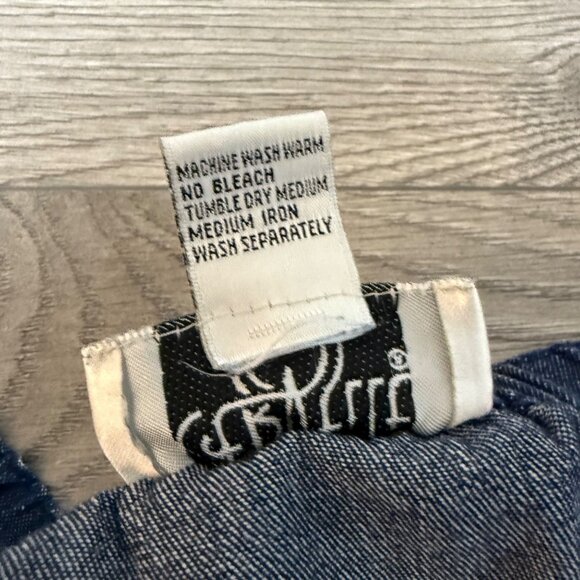 MACHINE WASH WARM
NO BLEACH
TUMBLE DRY MEDIUM
MEDIUM IRON
WASH SEPARATELY
®